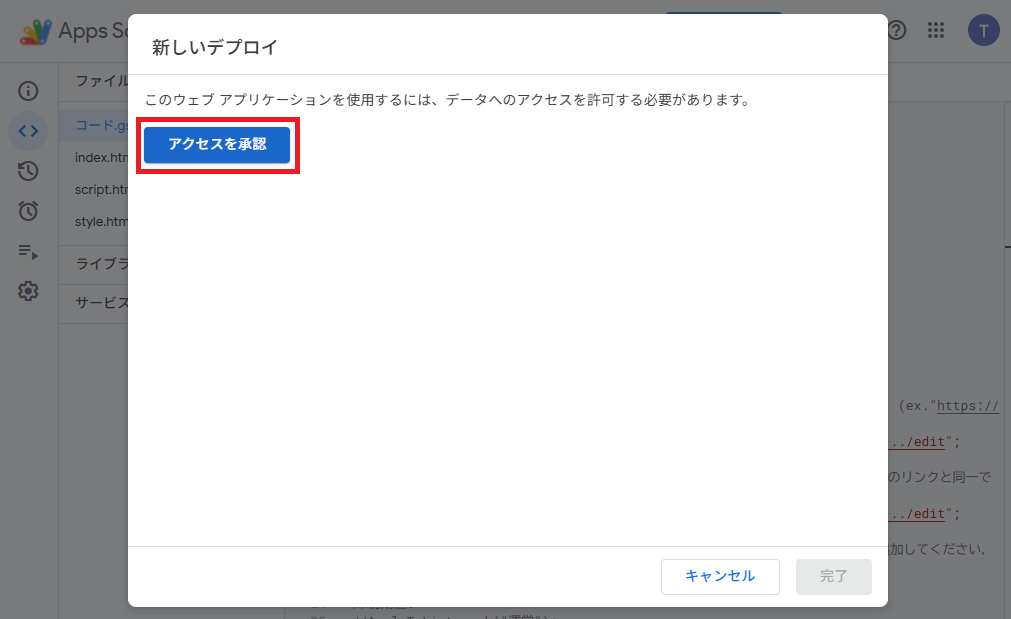 Apps Sc
T
新しいデプロイ
ファイル
このウェブ アプリケーションを使用するには、データへのアクセスを許可する必要があります。
コード.gs
アクセスを承認
index.htm
script.htm
style.htm
ライブラ
サービス
(ex."https://
../edit";
のリンクと同一で
../edit";
加してください.
キャンセル
完了